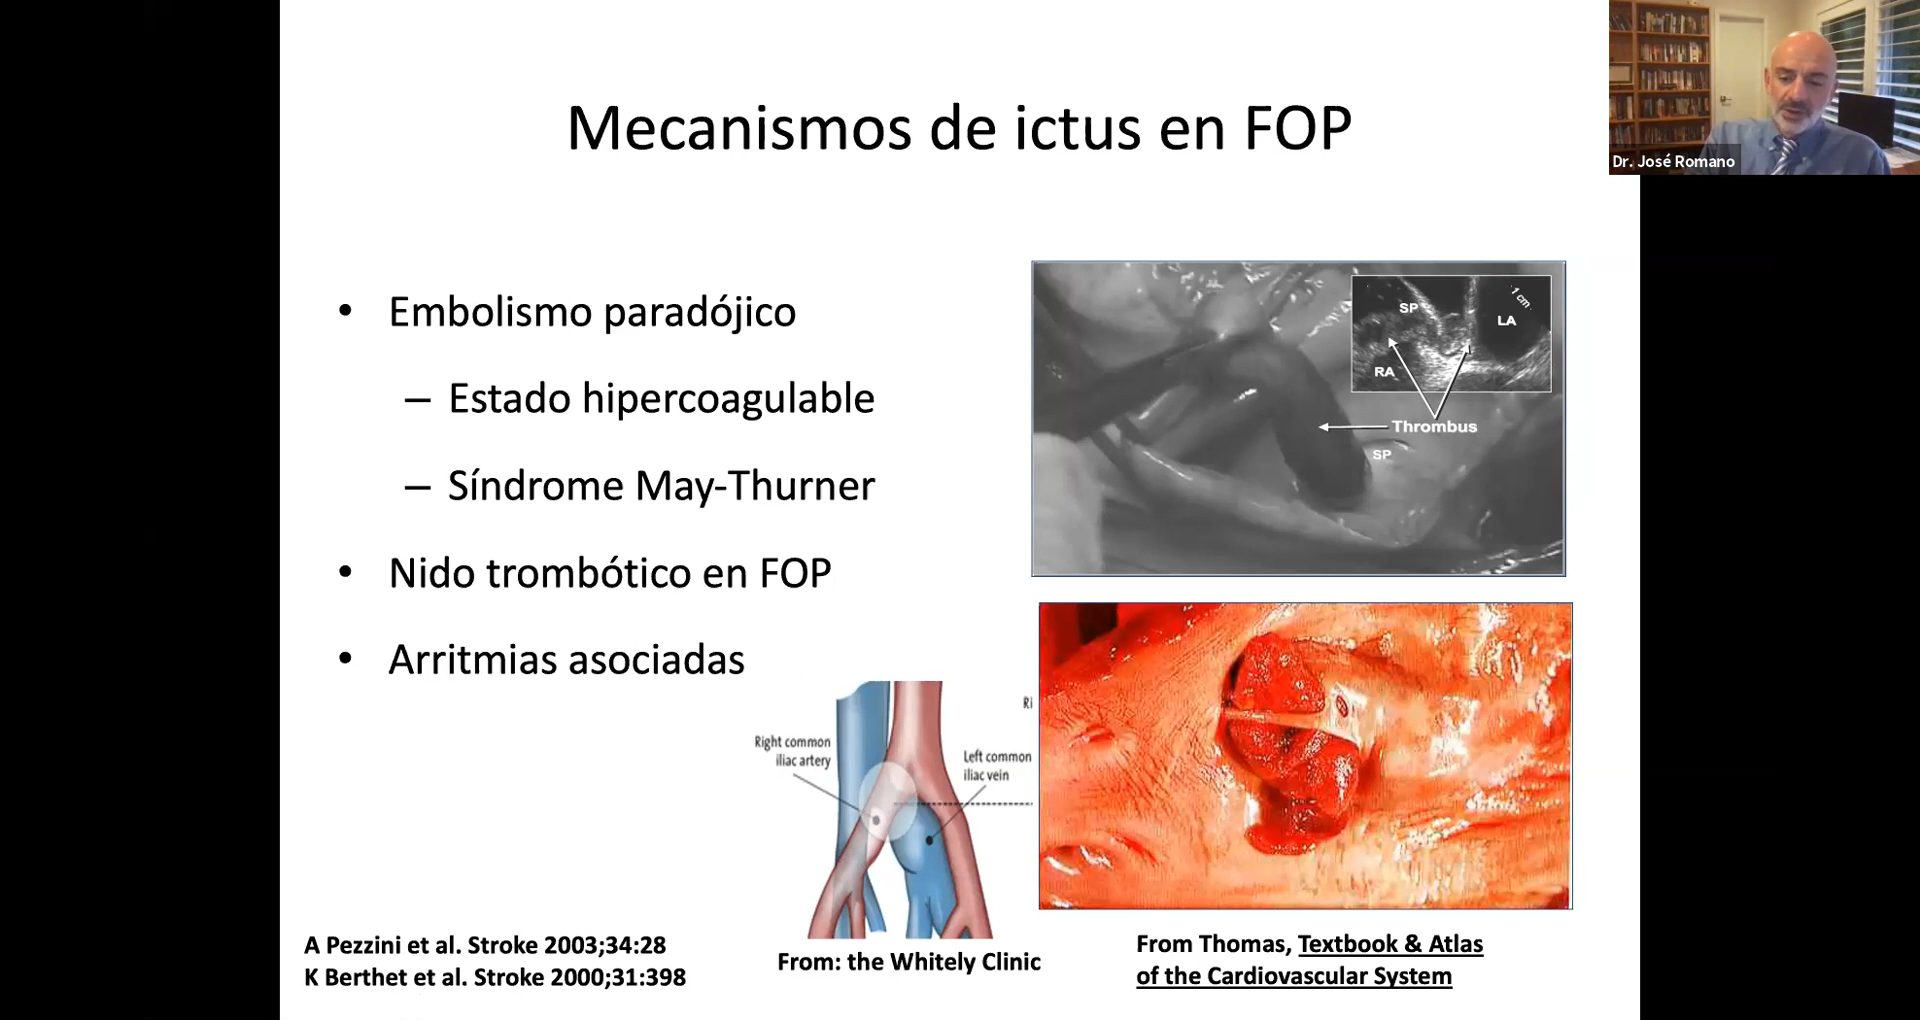 Mecanismos de ictus en FOP
Dr. José Romano
• Embolismo paradójico
– Estado hipercoagulable
– Síndrome May-Thurner
• Nido trombótico en FOP
• Arritmias asociadas
SP
1 cm
LA
RA
Thrombus
SP
Right common
iliac artery
Left common
iliac vein
Ri
A Pezzini et al. Stroke 2003;34:28
K Berthet et al. Stroke 2000;31:398
From: the Whitely Clinic
From Thomas, Textbook & Atlas
of the Cardiovascular System